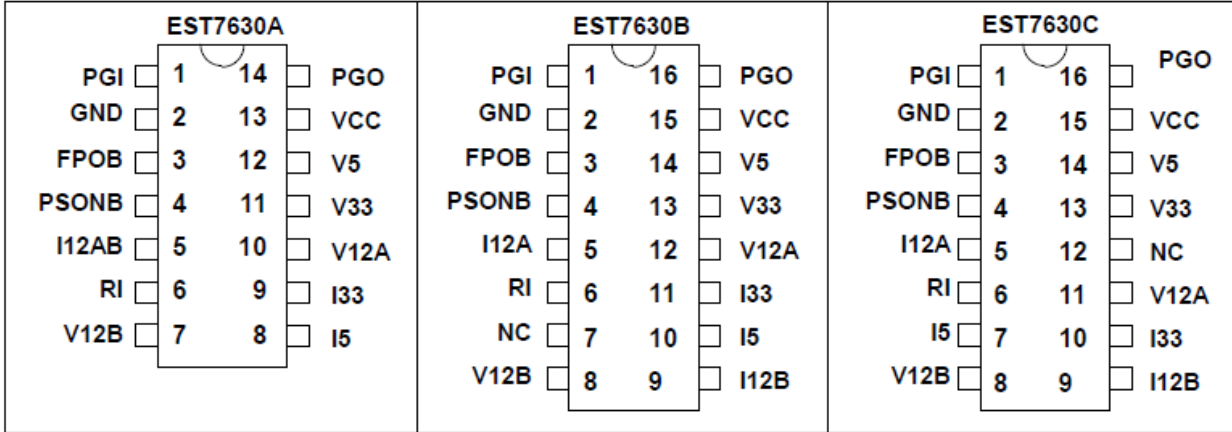 EST7630A
PGI 1 14 PGO
GND 2 13 VCC
FPOB 3 12 V5
PSONB 4 11 V33
I12AB 5 10 V12A
RI 6 9 I33
V12B 7 8 I5
EST7630B
PGI 1 16 PGO
GND 2 15 VCC
FPOB 3 14 V5
PSONB 4 13 V33
I12A 5 12 V12A
RI 6 11 I33
NC 7 10 I5
V12B 8 9 I12B
EST7630C
PGI 1 16 PGO
GND 2 15 VCC
FPOB 3 14 V5
PSONB 4 13 V33
I12A 5 12 NC
RI 6 11 V12A
I5 7 10 I33
V12B 8 9 I12B